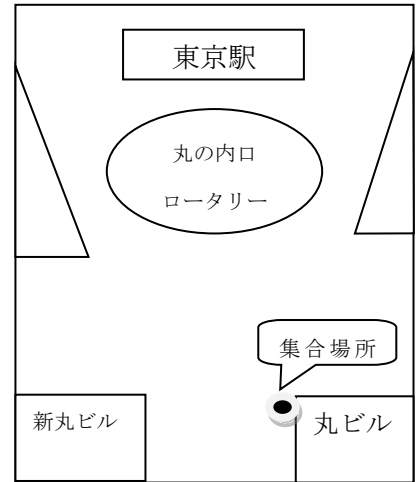 東京駅
丸の内口
ロータリー
集合場所
新丸ビル
丸ビル